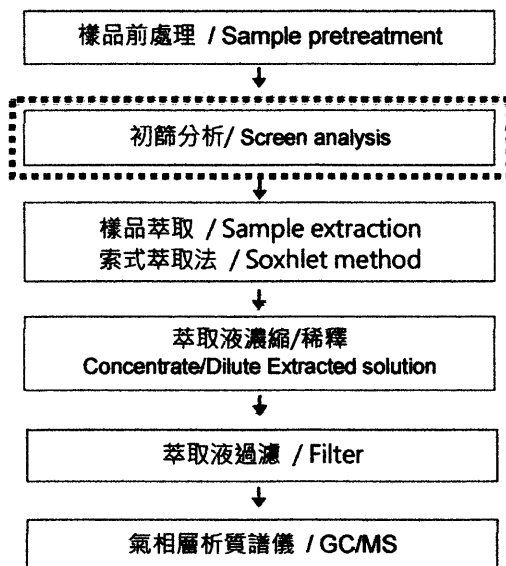 樣品前處理 / Sample pretreatment
初篩分析/ Screen analysis
樣品萃取 / Sample extraction
索式萃取法 / Soxhlet method
萃取液濃縮/稀釋
Concentrate/Dilute Extracted solution
萃取液過濾 / Filter
氣相層析質譜儀 / GC/MS